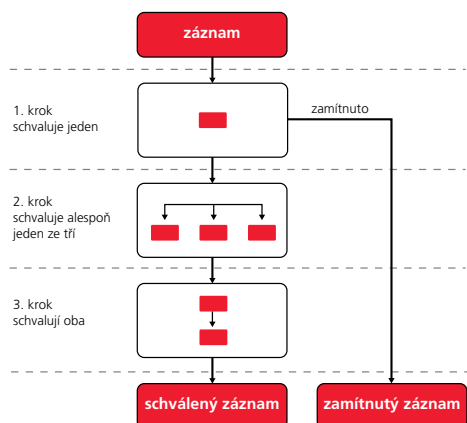 záznam
1. krok
schvaluje jeden
zamítnuto
2. krok
schvaluje alespoň
jeden ze tří
3. krok
schvalují oba
schválený záznam
zamítnutý záznam